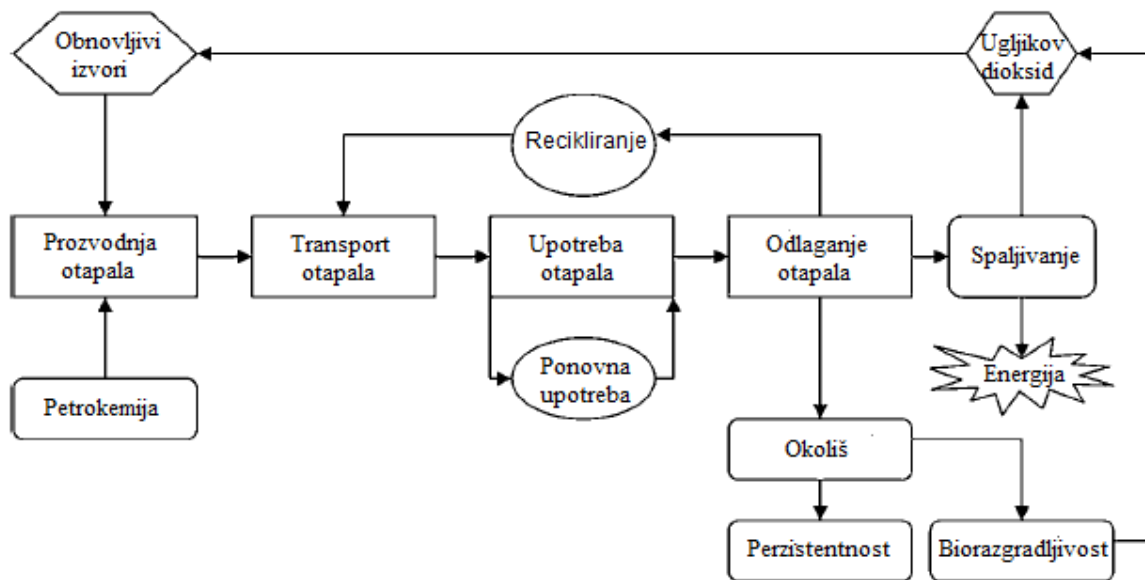 Obnovljivi
izvori
Ugljikov
dioksid
Recikliranje
Prozvodnja
otapala
Transport
otapala
Upotreba
otapala
Odlaganje
otapala
Spaljivanje
Petrokemija
Ponovna
upotreba
Energija
Okoliš
Perzistentnost
Biorazgradljivost